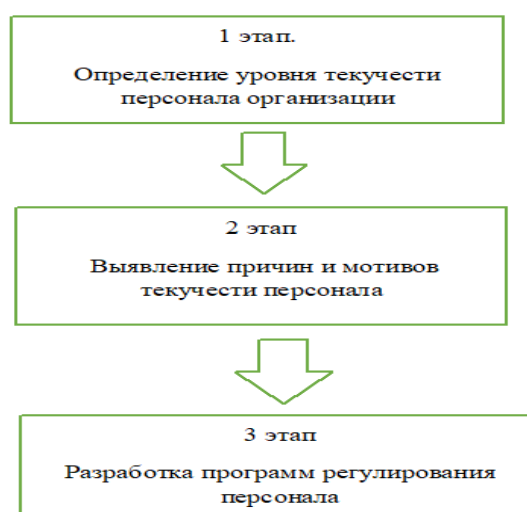 1 этап.
Определение уровня текучести
персонала организации
2 этап
Выявление причин и мотивов
текучести персонала
3 этап
Разработка программ регулирования
персонала